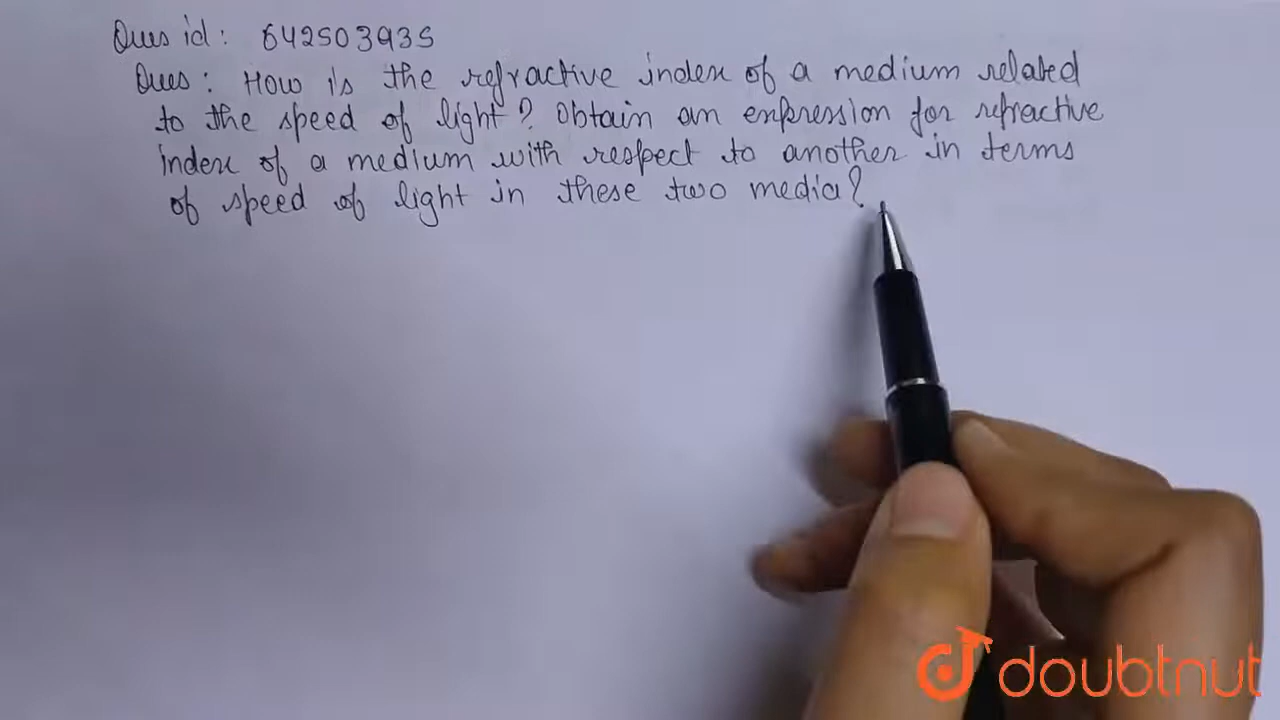 Ques id: 642503935
Ques: How is the refractive index of a medium related
to the speed of light? Obtain an expression for refractive
index of a medium with respect to another in terms
of speed of light in these two media?
doubtnut